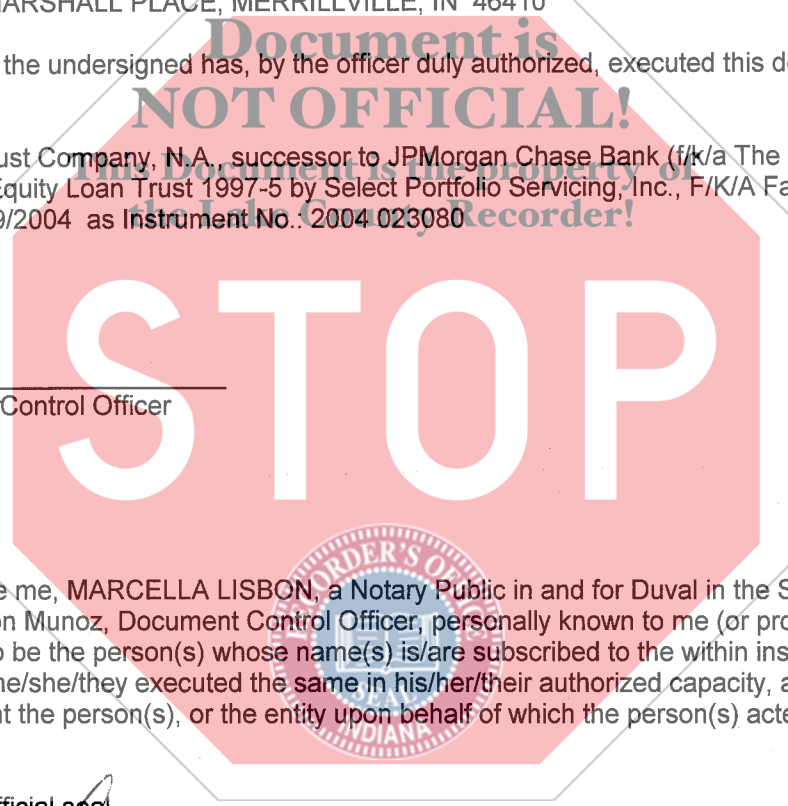 MARSHALL PLACE, MERRILLVILLE, IN 46410
Document is
the undersigned has, by the officer duly authorized, executed this d
NOT OFFICIAL!
ust Company, N.A., successor to JPMorgan Chase Bank (f/k/a The
This Document is the property of
Equity Loan Trust 1997-5 by Select Portfolio Servicing, Inc., F/K/A Fa
9/2004 as Instrument No.: 2004 023080
the Lake County Recorder!
STOP
Control Officer
RECORDER'S OFFICE
e me, MARCELLA LISBON, a Notary Public in and for Duval in the S
on Munoz, Document Control Officer, personally known to me (or pro
o be the person(s) whose name(s) is/are subscribed to the within ins
he/she/they executed the same in his/her/their authorized capacity, a
SEAL
nt the person(s), or the entity upon behalf of which the person(s) acte
INDIANA
fficial seal